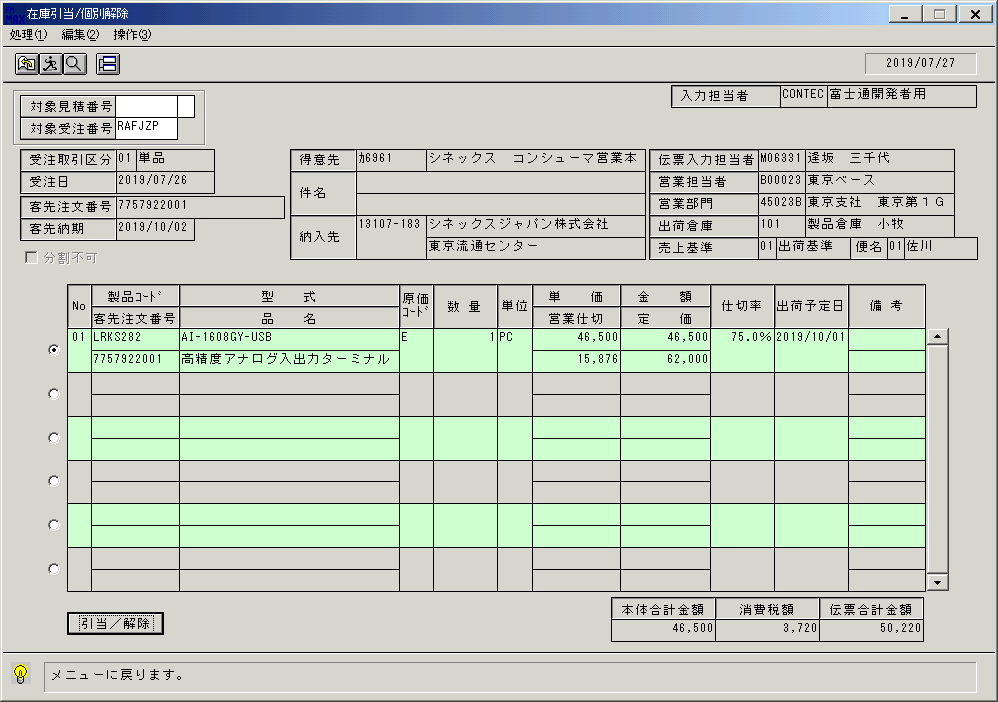 在庫引当/個別解除
処理(1) 編集(2) 操作(3)
2019/07/27
入力担当者 CONTEC 富士通開発者用
対象見積番号
対象受注番号 RAFJZP
受注取引区分 01 単品
受注日 2019/07/26
客先注文番号 7757922001
客先納期 2019/10/02
分割不可
得意先 ｶ6961 シネックス コンシューマ営業本
件名
納入先 13107-183 シネックスジャパン株式会社
東京流通センター
伝票入力担当者 M06331 逢坂 三千代
営業担当者 B00023 東京ベース
営業部門 45023B 東京支社 東京第１Ｇ
出荷倉庫 101 製品倉庫 小牧
売上基準 01 出荷基準 便名 01 佐川
No 製品ｺｰﾄﾞ 型 式 原価ｺｰﾄﾞ 数 量 単位 単 価 金 額 仕切率 出荷予定日 備 考
客先注文番号 品 名 営業仕切 定 価
01 LRKS282 AI-1608GY-USB E 1 PC 46,500 46,500 75.0% 2019/10/01
7757922001 高精度アナログ入出力ターミナル 15,876 62,000
引当／解除
本体合計金額 消費税額 伝票合計金額
46,500 3,720 50,220
メニューに戻ります。